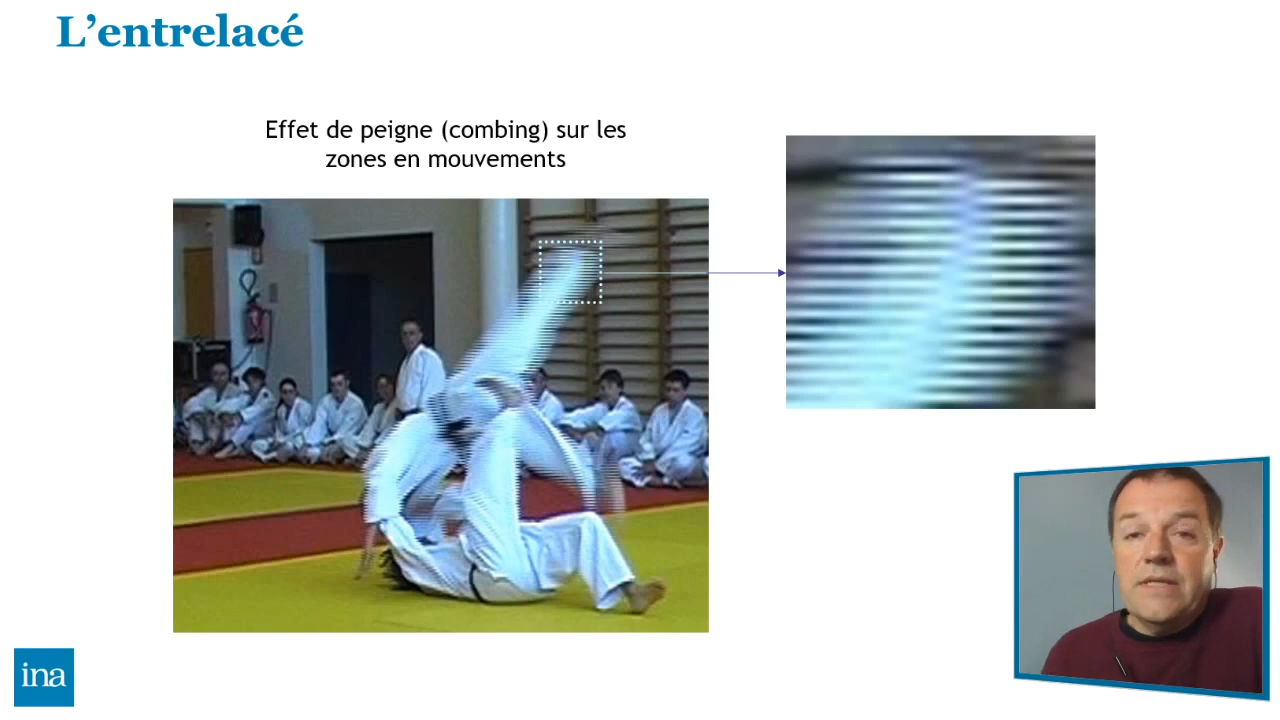 L’entrelacé
Effet de peigne (combing) sur les
zones en mouvements
ina